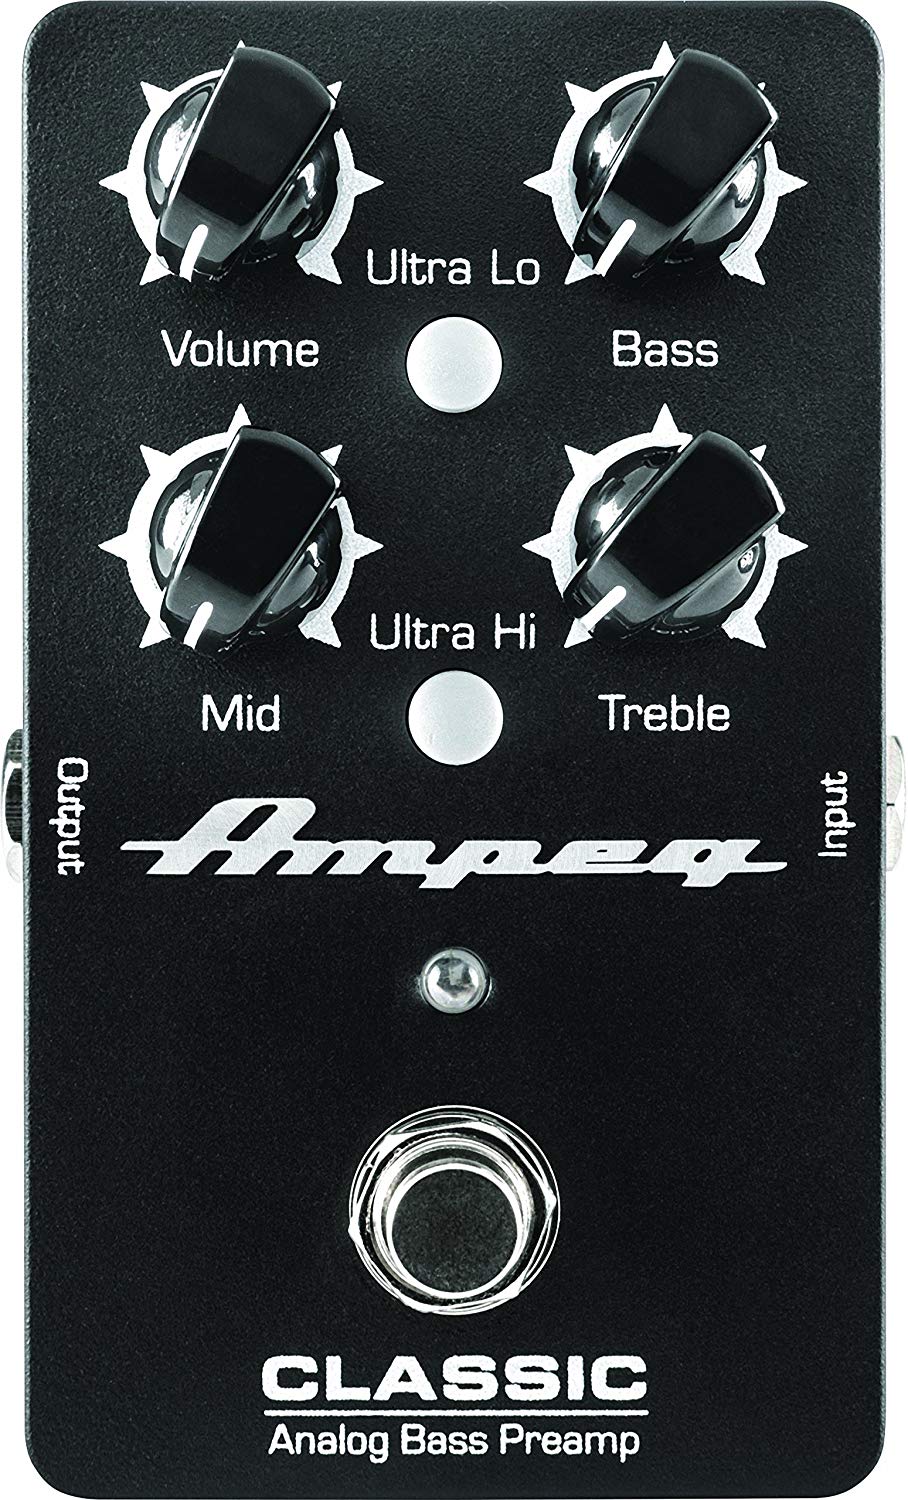 Ultra Lo
Volume
Bass
Ultra Hi
Mid
Treble
Output
Input
Ampeg
CLASSIC
Analog Bass Preamp